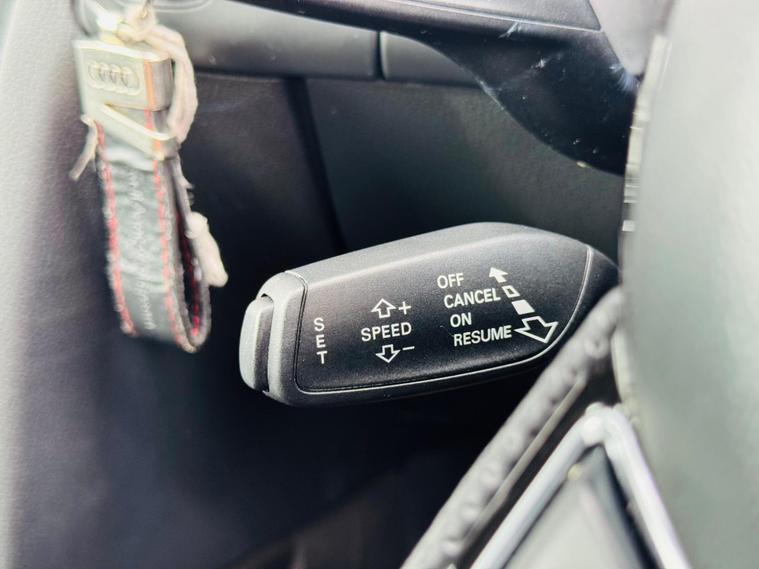 SET
+
SPEED
−
OFF
CANCEL
ON
RESUME